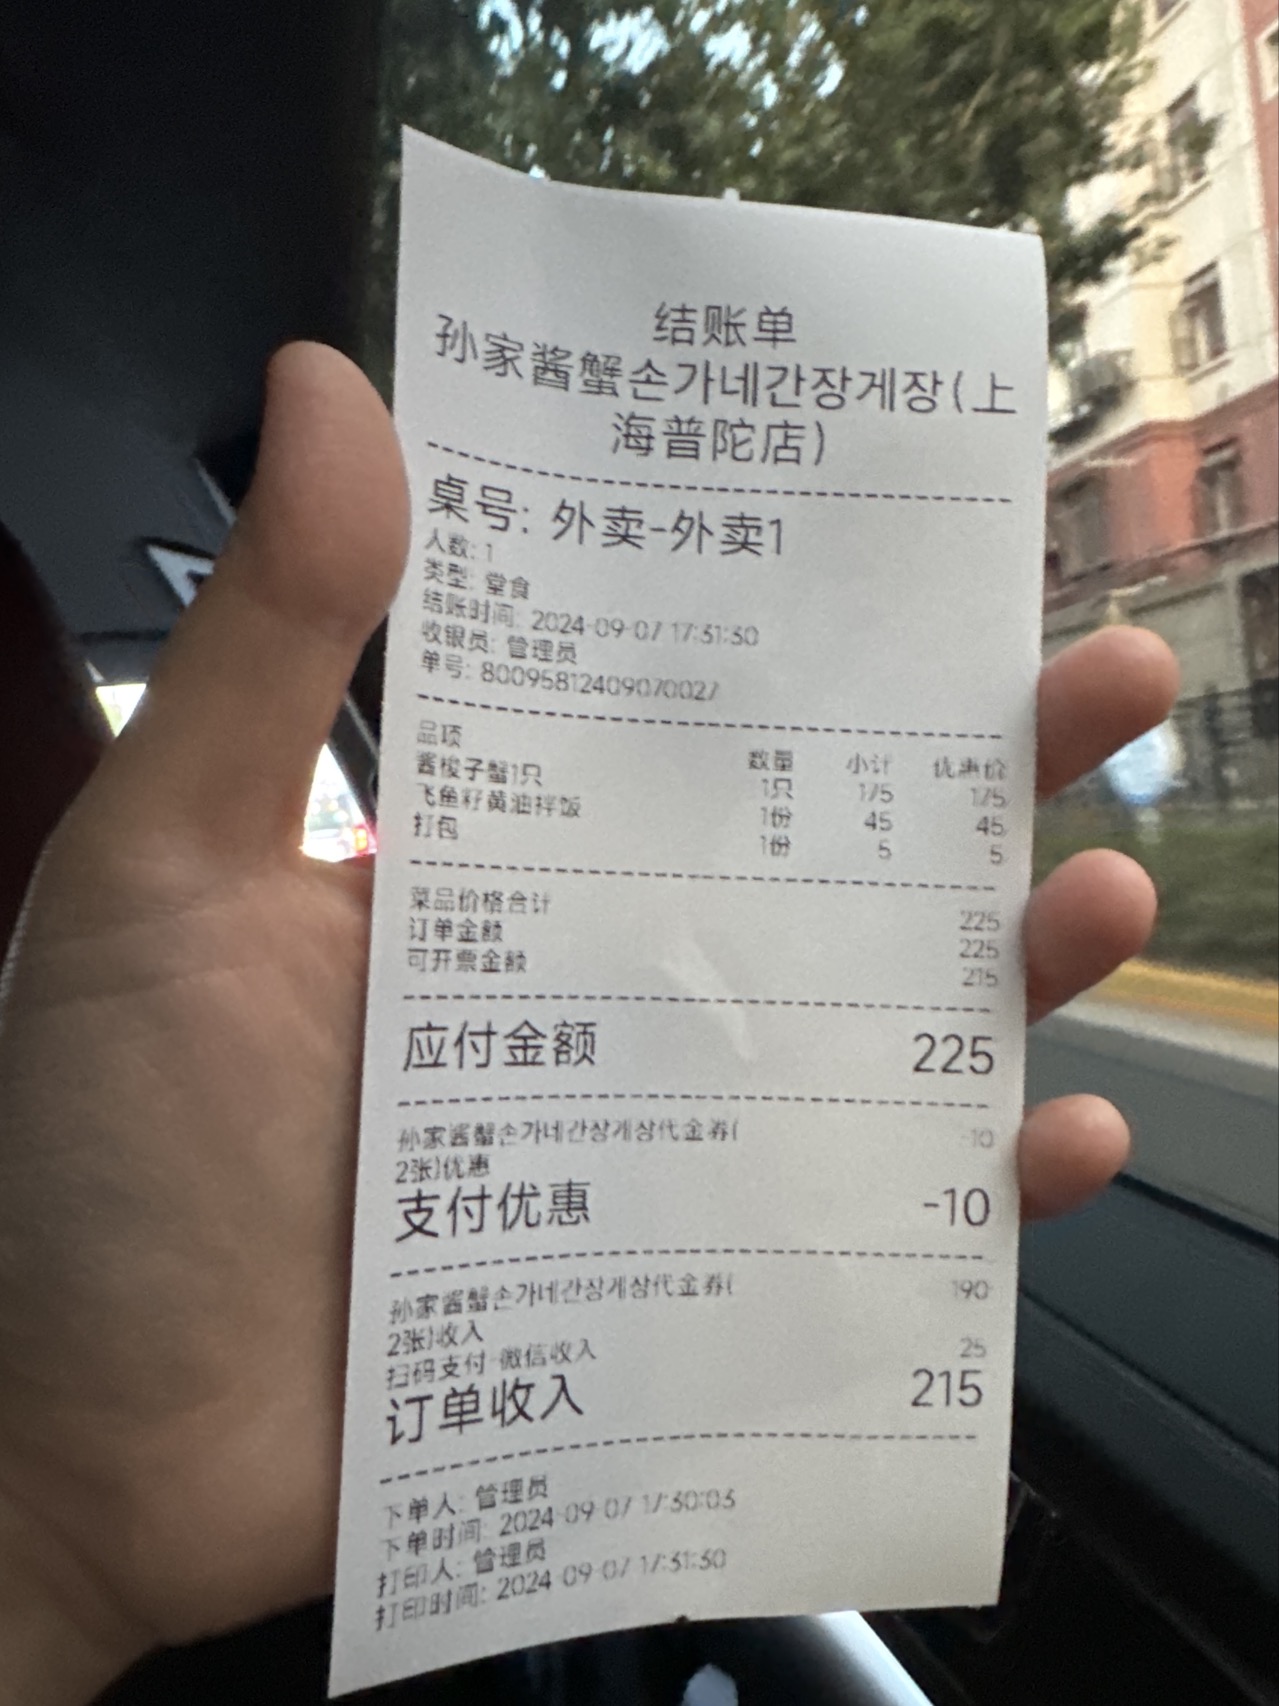 结账单
孙家酱蟹손가네간장게장(上
海普陀店)
桌号: 外卖-外卖1
人数: 1
类型: 堂食
结账时间: 2024-09-07 17:31:30
收银员: 管理员
单号: 80095812409070027
品项 数量 小计 优惠价
酱梭子蟹1只 1只 175 175
飞鱼籽黄油拌饭 1份 45 45
打包 1份 5 5
菜品价格合计 225
订单金额 225
可开票金额 215
应付金额 225
孙家酱蟹손가네간장게장代金券( -10
2张)优惠
支付优惠 -10
孙家酱蟹손가네간장게장代金券( 190
2张)收入
扫码支付-微信收入 25
订单收入 215
下单人: 管理员
下单时间: 2024-09-07 17:30:03
打印人: 管理员
打印时间: 2024-09-07 17:31:30